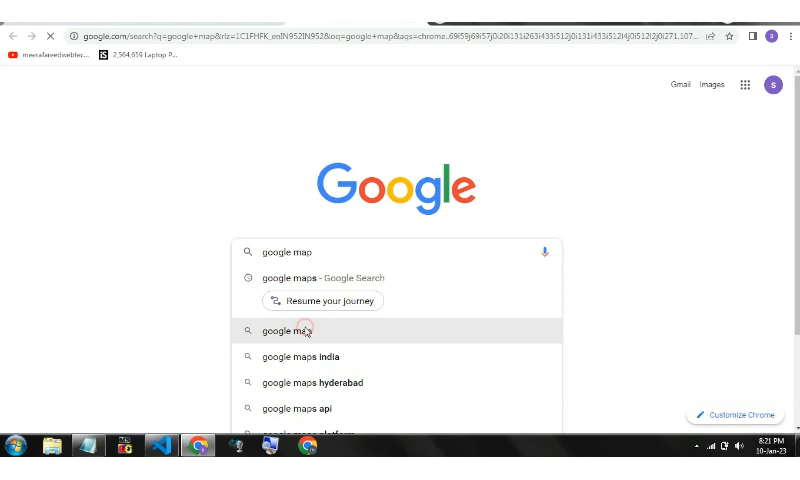 google.com/search?q=google+map&rlz=1C1FHFK_enIN952IN952&oq=google+map&aqs=chrome..69i59j69i57j0i20i131i263i433i512j0i131i433i512l4j0i512l2j0i271.107...
meerafareedwebtec...
2,564,659 Laptop P...
Gmail
Images
S
Google
google map
google maps - Google Search
Resume your journey
google map
google maps india
google maps hyderabad
google maps api
Customize Chrome
8:21 PM
10-Jan-23